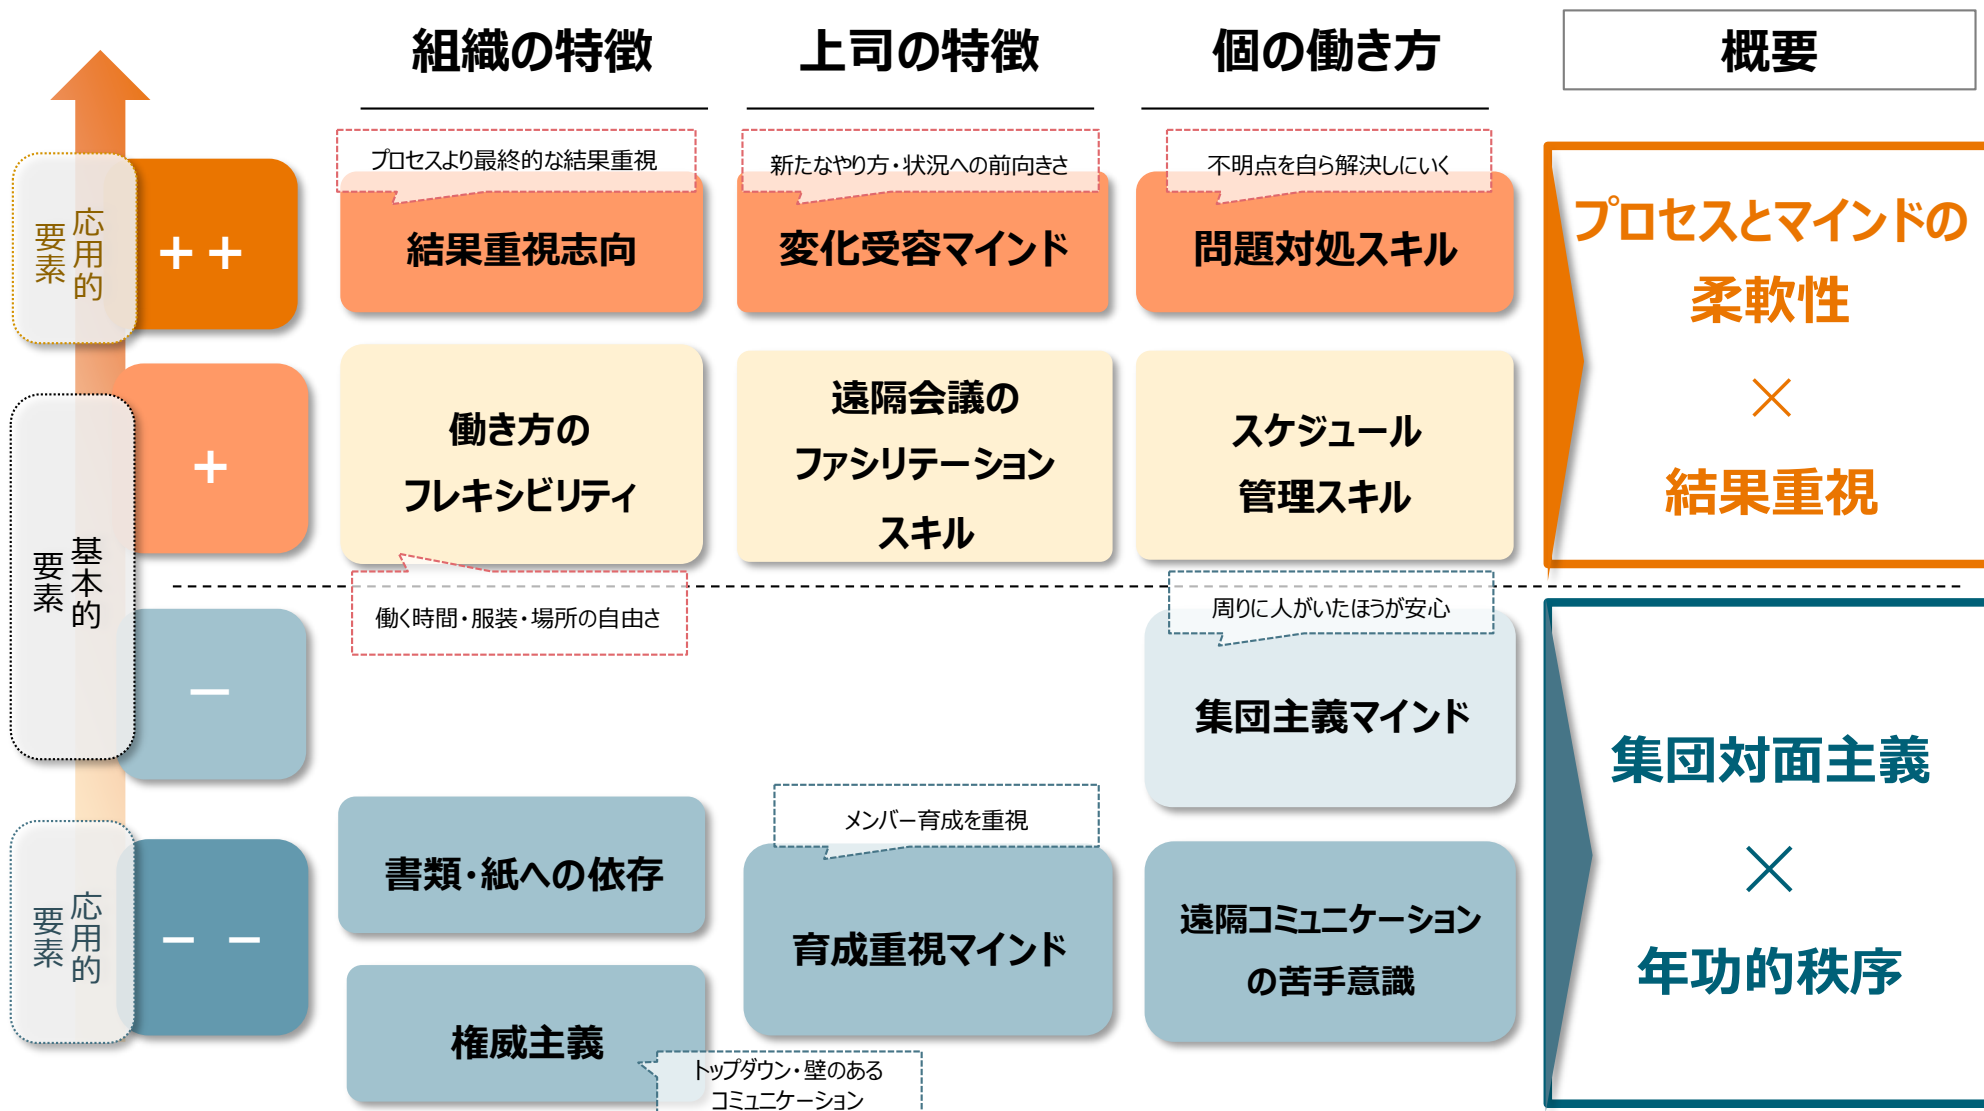 組織の特徴
上司の特徴
個の働き方
概要
応用的
要素
++
プロセスより最終的な結果重視
結果重視志向
新たなやり方・状況への前向きさ
変化受容マインド
不明点を自ら解決しにいく
問題対処スキル
プロセスとマインドの
柔軟性
×
結果重視
基本的
要素
+
働き方の
フレキシビリティ
働く時間・服装・場所の自由さ
遠隔会議の
ファシリテーション
スキル
スケジュール
管理スキル
－
周りに人がいたほうが安心
集団主義マインド
集団対面主義
×
年功的秩序
応用的
要素
－ －
書類・紙への依存
権威主義
トップダウン・壁のある
コミュニケーション
メンバー育成を重視
育成重視マインド
遠隔コミュニケーション
の苦手意識